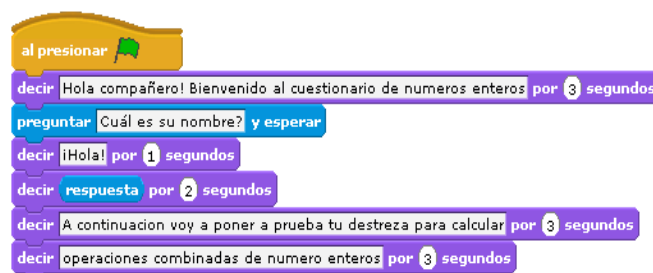 al presionar
decir Hola compañero! Bienvenido al cuestionario de numeros enteros por 3 segundos
preguntar Cuál es su nombre? y esperar
decir ¡Hola! por 1 segundos
decir respuesta por 2 segundos
decir A continuacion voy a poner a prueba tu destreza para calcular por 3 segundos
decir operaciones combinadas de numero enteros por 3 segundos